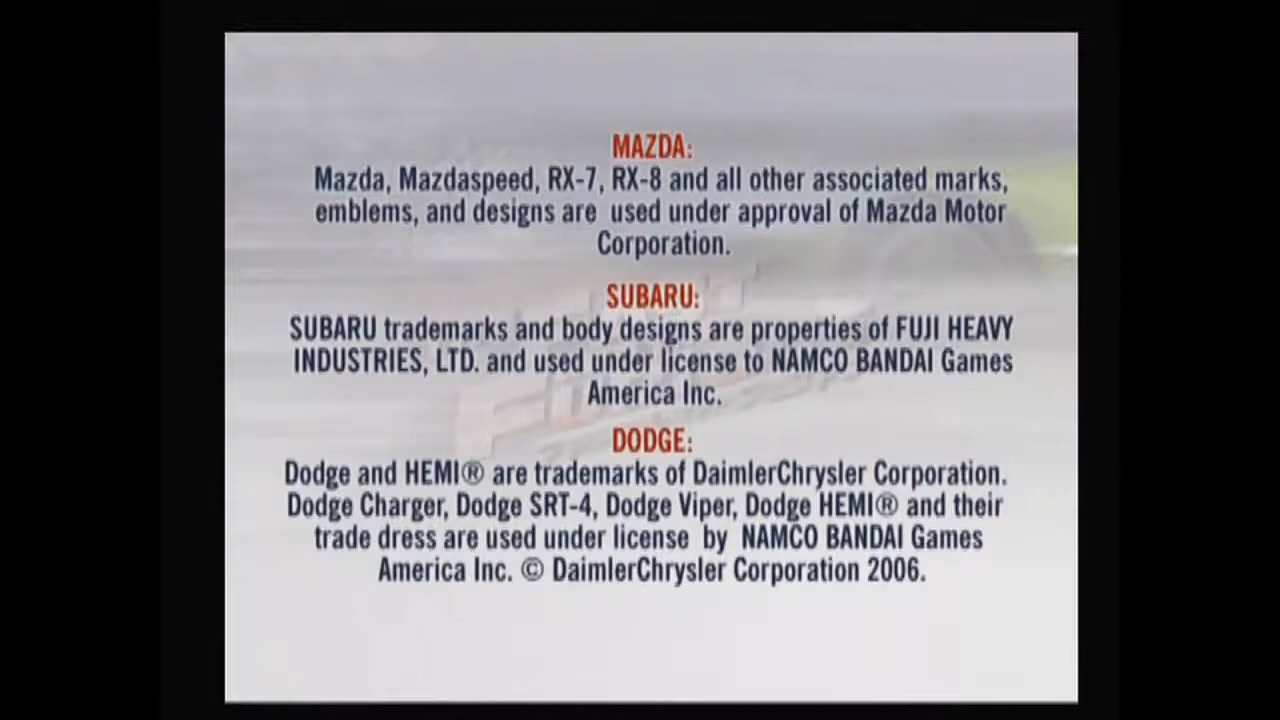 MAZDA:
Mazda, Mazdaspeed, RX-7, RX-8 and all other associated marks,
emblems, and designs are used under approval of Mazda Motor
Corporation.
SUBARU:
SUBARU trademarks and body designs are properties of FUJI HEAVY
INDUSTRIES, LTD. and used under license to NAMCO BANDAI Games
America Inc.
DODGE:
Dodge and HEMI® are trademarks of DaimlerChrysler Corporation.
Dodge Charger, Dodge SRT-4, Dodge Viper, Dodge HEMI® and their
trade dress are used under license by NAMCO BANDAI Games
America Inc. © DaimlerChrysler Corporation 2006.